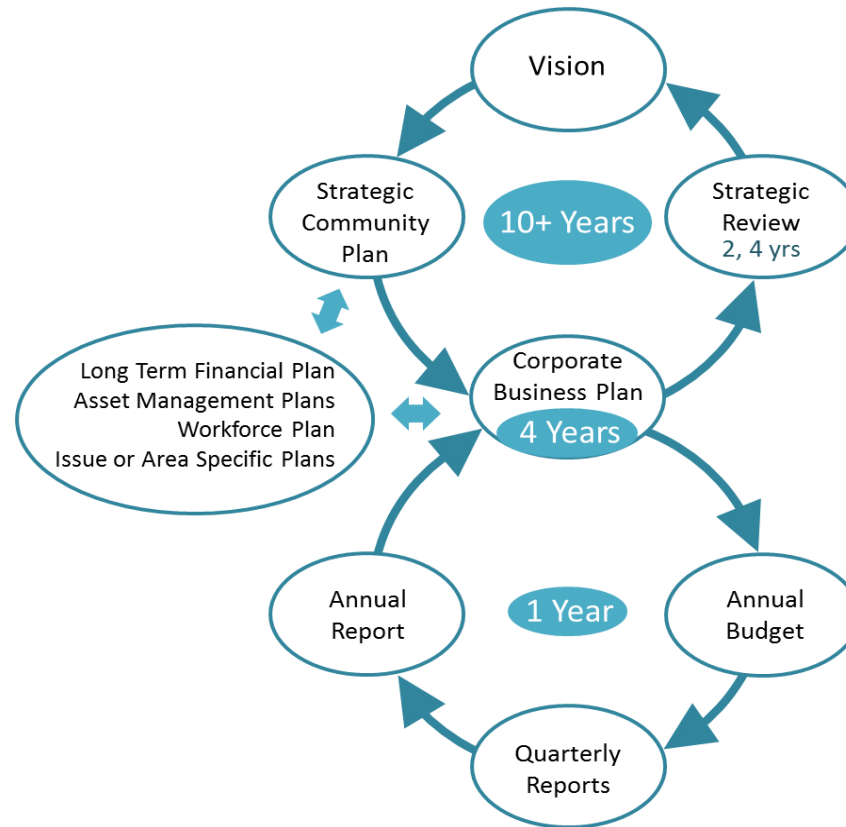 Vision
Strategic
Community
Plan
10+ Years
Strategic
Review
2, 4 yrs
Long Term Financial Plan
Asset Management Plans
Workforce Plan
Issue or Area Specific Plans
Corporate
Business Plan
4 Years
Annual
Report
1 Year
Annual
Budget
Quarterly
Reports